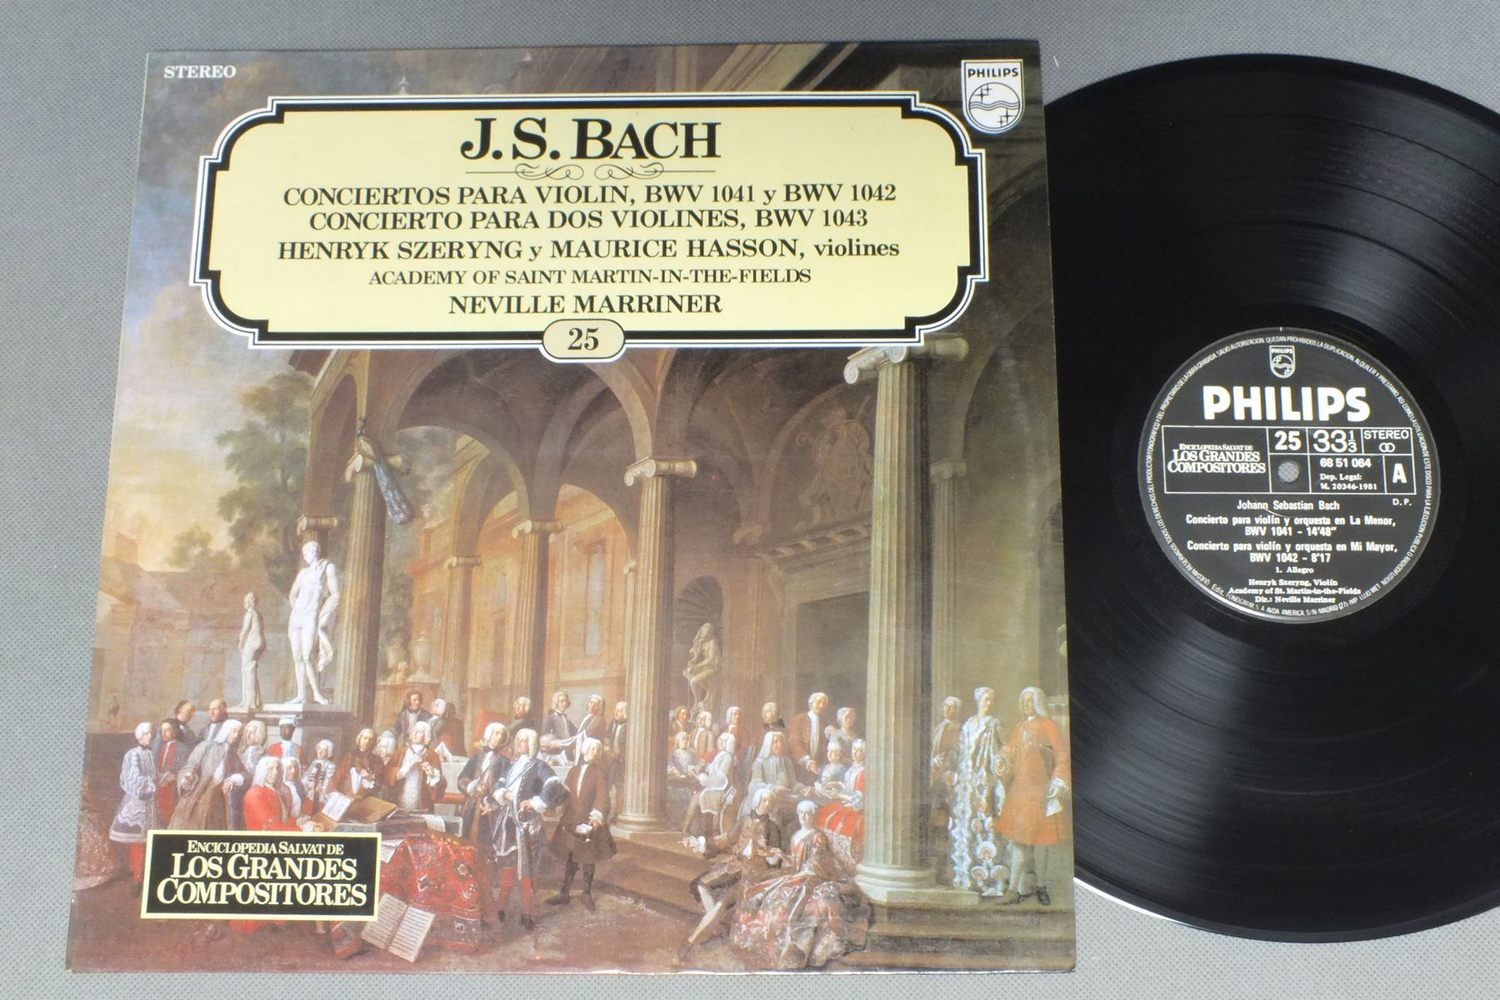 STEREO
PHILIPS
J.S. BACH
CONCIERTOS PARA VIOLIN, BWV 1041 y BWV 1042
CONCIERTO PARA DOS VIOLINES, BWV 1043
HENRYK SZERYNG y MAURICE HASSON, violines
ACADEMY OF SAINT MARTIN-IN-THE-FIELDS
NEVILLE MARRINER
25
ENCICLOPEDIA SALVAT DE
LOS GRANDES
COMPOSITORES
PHILIPS
PHILIPS
ENCICLOPEDIA SALVAT DE
LOS GRANDES
COMPOSITORES
25
33 1/3
STEREO
68 51 064
Dep. Legal:
M. 20346-1981
A
D.P.
Johann Sebastian Bach
Concierto para violín y orquesta en La Menor,
BWV 1041 - 14'48"
Concierto para violín y orquesta en Mi Mayor,
BWV 1042 - 8'17
1. Allegro
Henryk Szeryng, Violín
Academy of St. Martin-in-the-Fields
Dir.: Neville Marriner